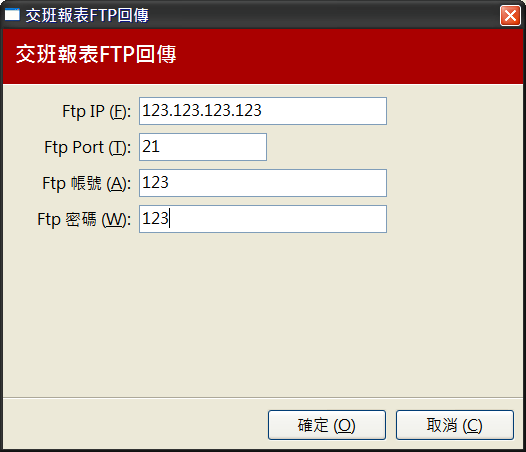 交班報表FTP回傳
交班報表FTP回傳
Ftp IP (F): 123.123.123.123
Ftp Port (T): 21
Ftp 帳號 (A): 123
Ftp 密碼 (W): 123
確定 (O) 取消 (C)